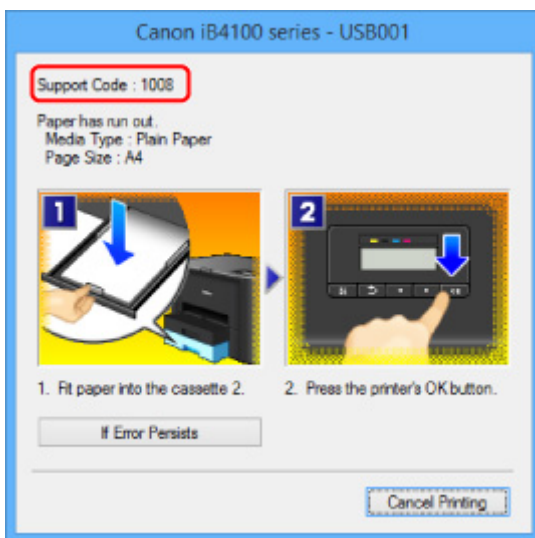 Canon iB4100 series - USB001
Support Code : 1008
Paper has run out.
Media Type : Plain Paper
Page Size : A4
1
2
1. Fit paper into the cassette 2.
2. Press the printer's OK button.
If Error Persists
Cancel Printing